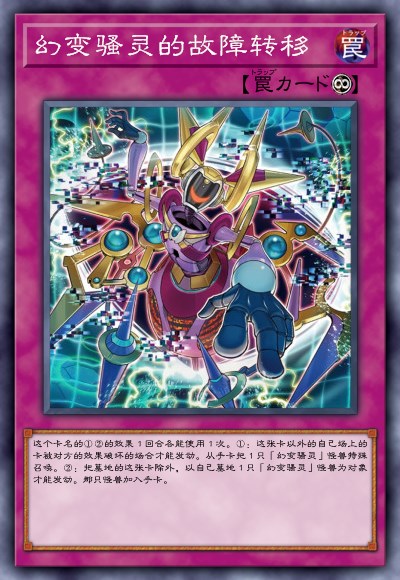 幻变骚灵的故障转移
罠
トラップ
トラップ
【罠カード】
这个卡名的①②的效果1回合各能使用1次。①：这张卡以外的自己场上的
卡被对方的效果破坏的场合才能发动。从手卡把1只「幻变骚灵」怪兽特殊
召唤。②：把墓地的这张卡除外，以自己墓地1只「幻变骚灵」怪兽为对象
才能发动。那只怪兽加入手卡。